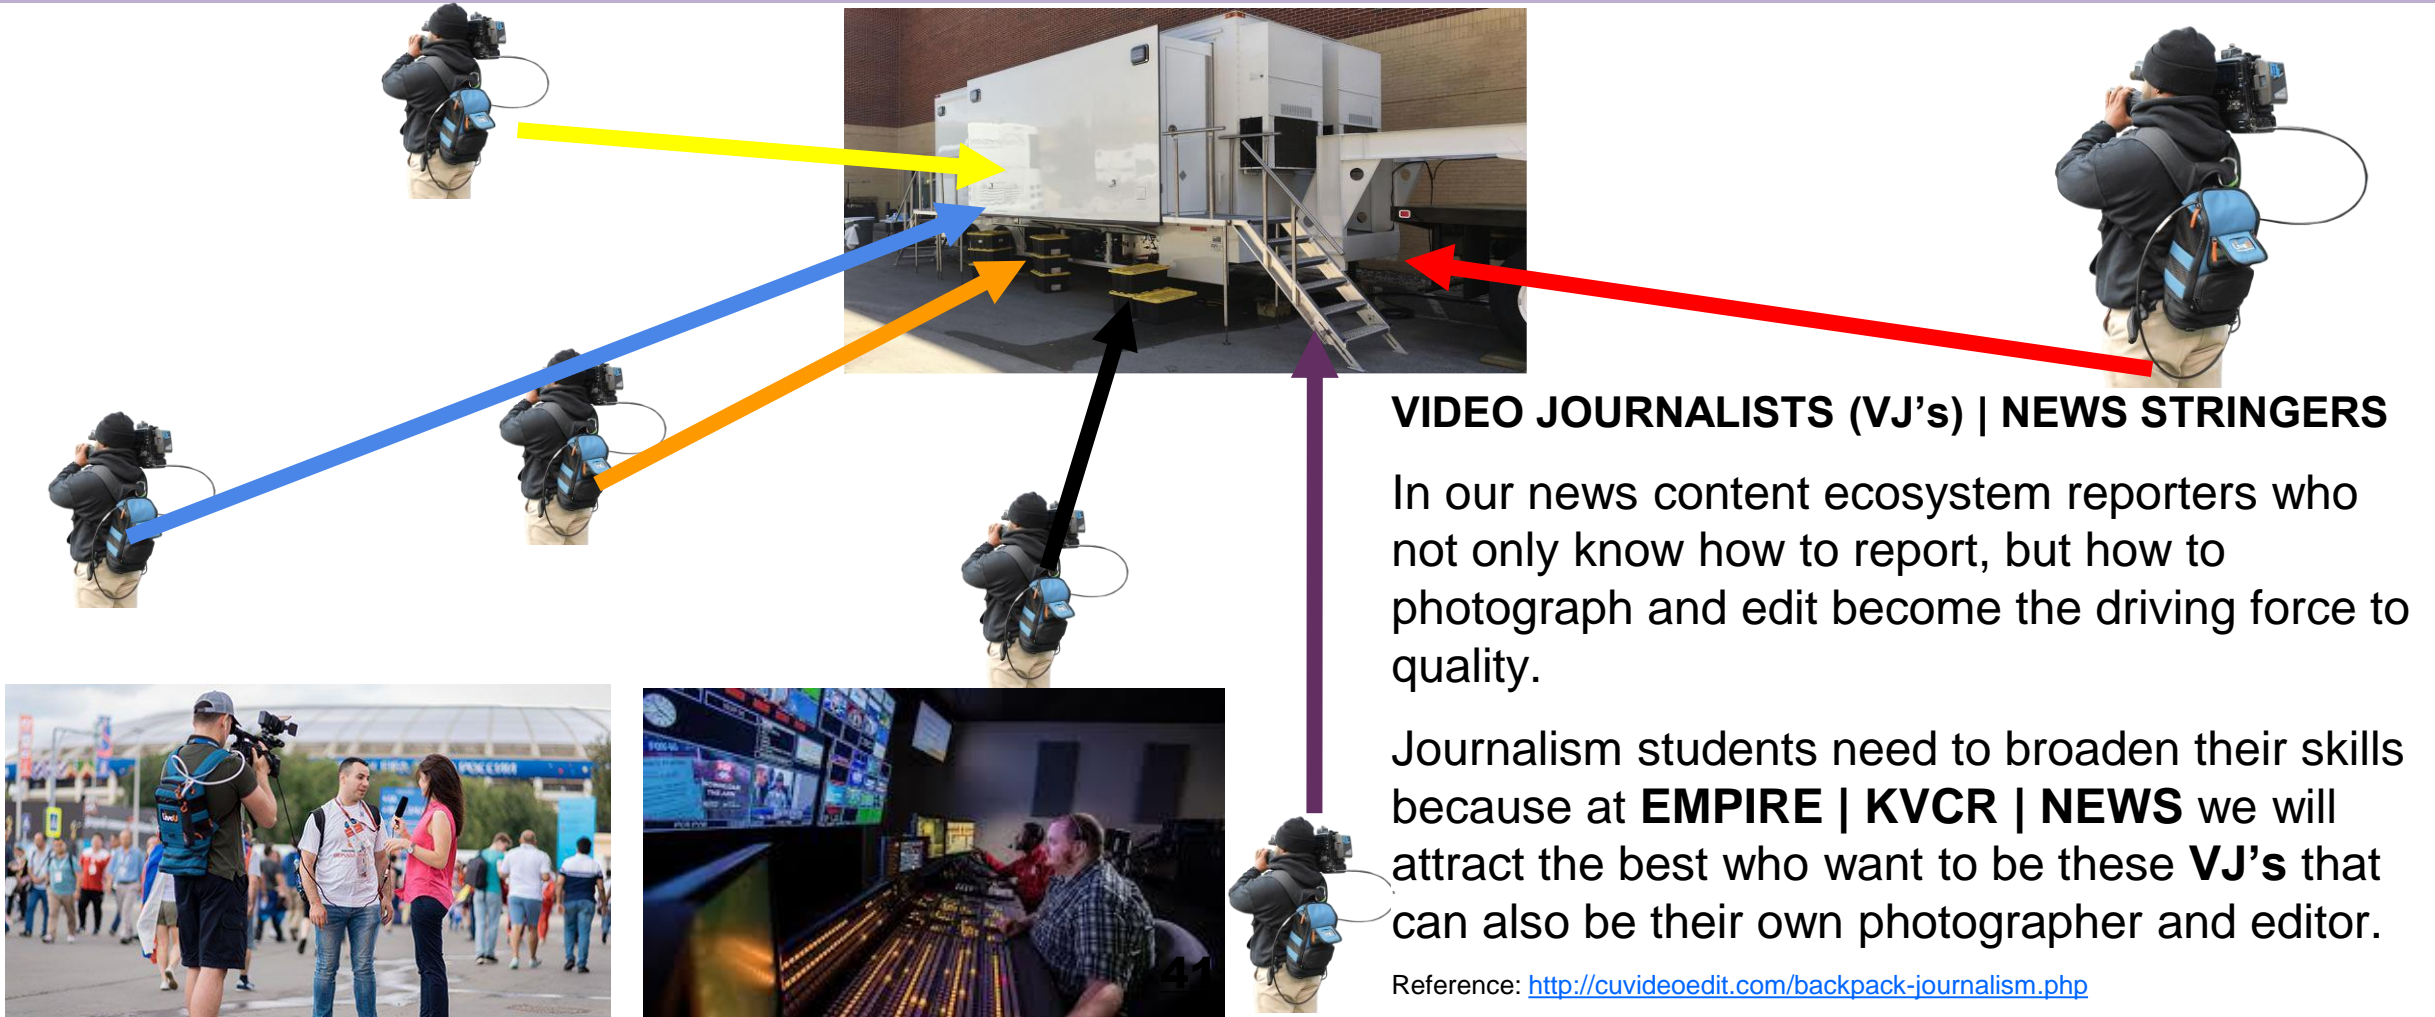 VIDEO JOURNALISTS (VJ’s) | NEWS STRINGERS
In our news content ecosystem reporters who
not only know how to report, but how to
photograph and edit become the driving force to
quality.
Journalism students need to broaden their skills
because at EMPIRE | KVCR | NEWS we will
attract the best who want to be these VJ’s that
can also be their own photographer and editor.
Reference: http://cuvideoedit.com/backpack-journalism.php
41